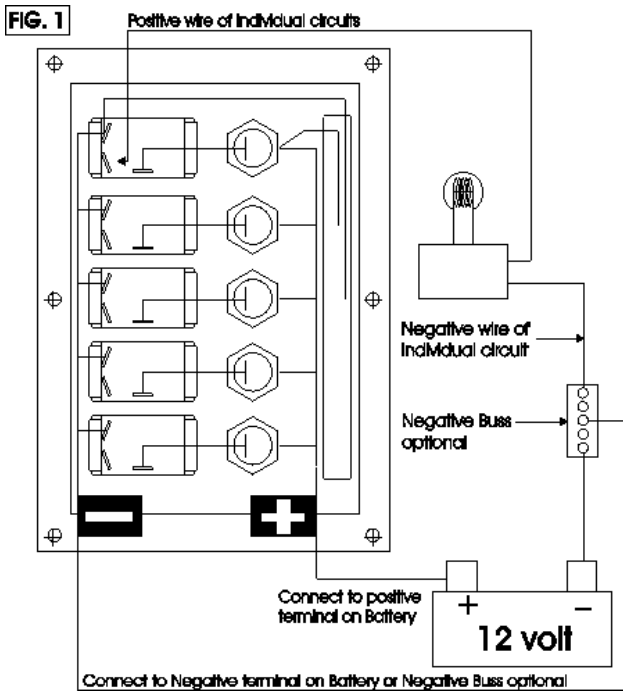 FIG. 1
Positive wire of individual circuits
Negative wire of
individual circuit
Negative Buss
optional
Connect to positive
terminal on Battery
+ −
12 volt
Connect to Negative terminal on Battery or Negative Buss optional